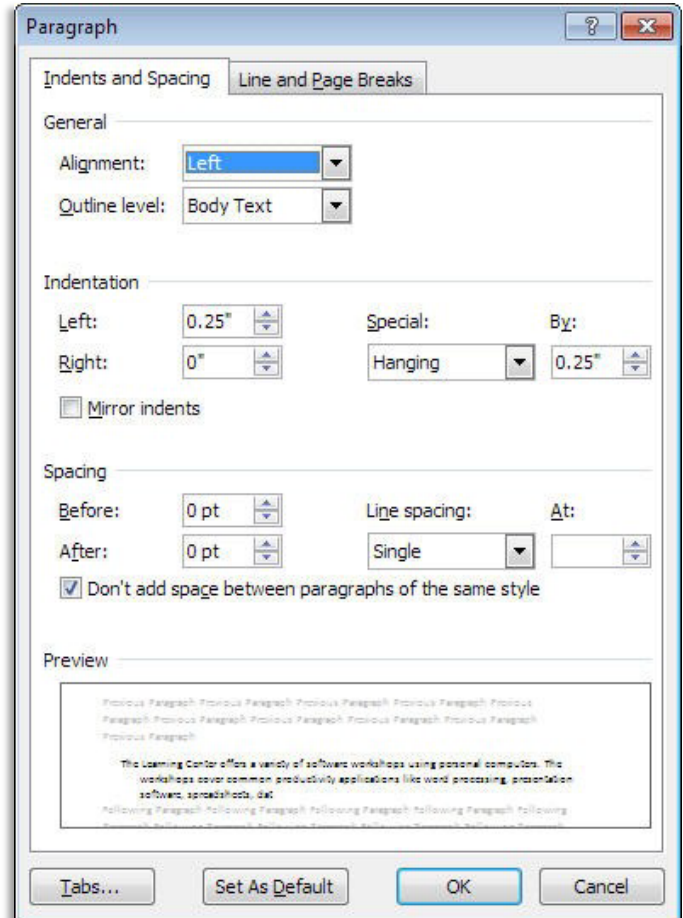 Paragraph
Indents and Spacing
Line and Page Breaks
General
Alignment: Left
Outline level: Body Text
Indentation
Left: 0.25" Special: By:
Right: 0" Hanging 0.25"
Mirror indents
Spacing
Before: 0 pt Line spacing: At:
After: 0 pt Single
Don't add space between paragraphs of the same style
Preview
Previous Paragraph Previous Paragraph Previous Paragraph Previous Paragraph Previous
Paragraph Previous Paragraph Previous Paragraph Previous Paragraph Previous Paragraph
Previous Paragraph
The Learning Center offers a variety of software workshops using personal computers. The
workshops cover common productivity applications like word processing, presentation
software, spreadsheets, dat
Following Paragraph Following Paragraph Following Paragraph Following Paragraph Following
Tabs... Set As Default OK Cancel